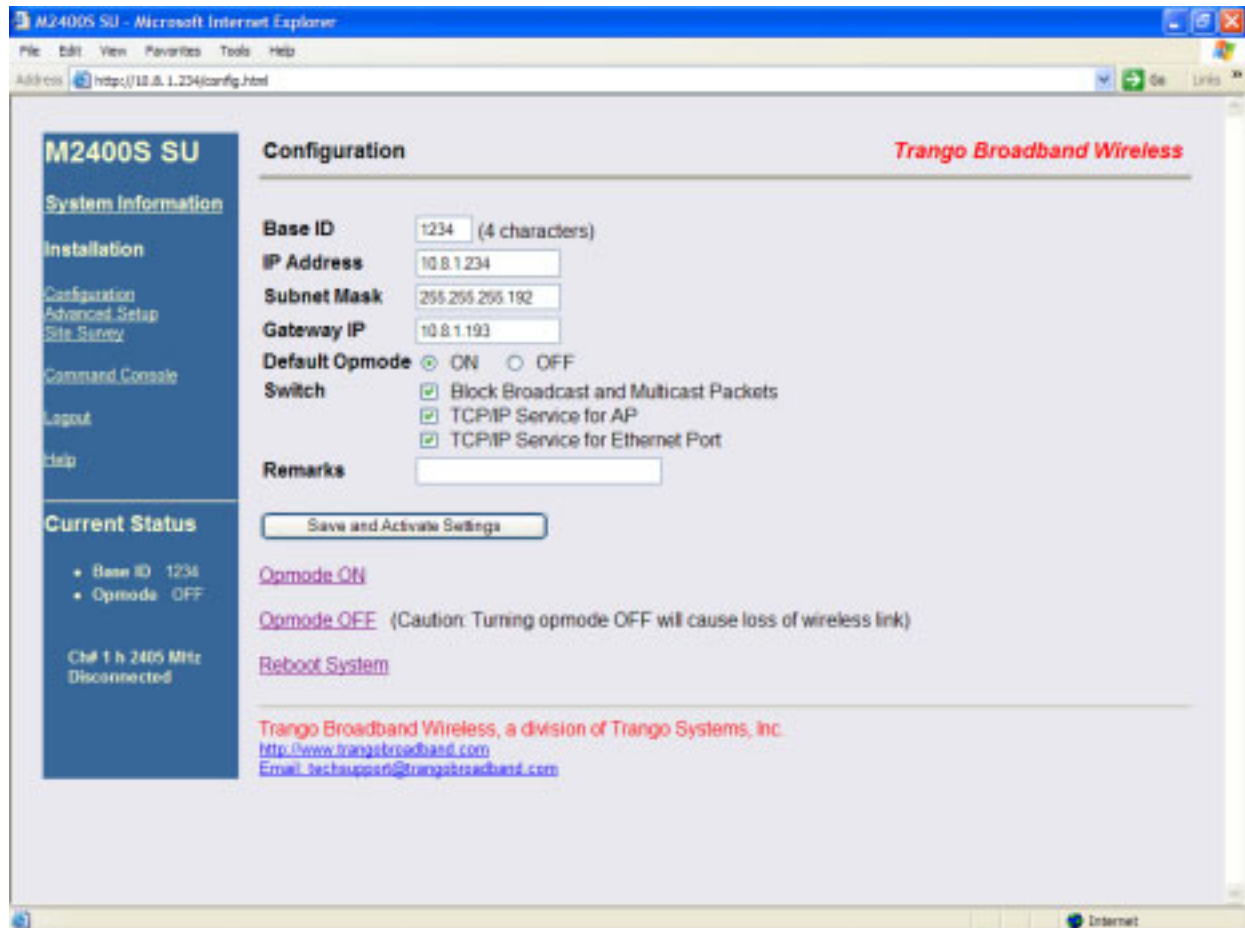 M2400S SU - Microsoft Internet Explorer
File Edit View Favorites Tools Help
Address http://10.8.1.234/config.html Go Links »
M2400S SU
System Information
Installation
Configuration
Advanced Setup
Site Survey
Command Console
Logout
Help
Current Status
• Base ID 1234
• Opmode OFF
Ch# 1 h 2405 MHz
Disconnected
Configuration
Trango Broadband Wireless
Base ID 1234 (4 characters)
IP Address 10.8.1.234
Subnet Mask 255.255.255.192
Gateway IP 10.8.1.193
Default Opmode ON OFF
Switch Block Broadcast and Multicast Packets
TCP/IP Service for AP
TCP/IP Service for Ethernet Port
Remarks
Save and Activate Settings
Opmode ON
Opmode OFF (Caution: Turning opmode OFF will cause loss of wireless link)
Reboot System
Trango Broadband Wireless, a division of Trango Systems, Inc.
http://www.trangobroadband.com
Email: techsupport@trangobroadband.com
Internet